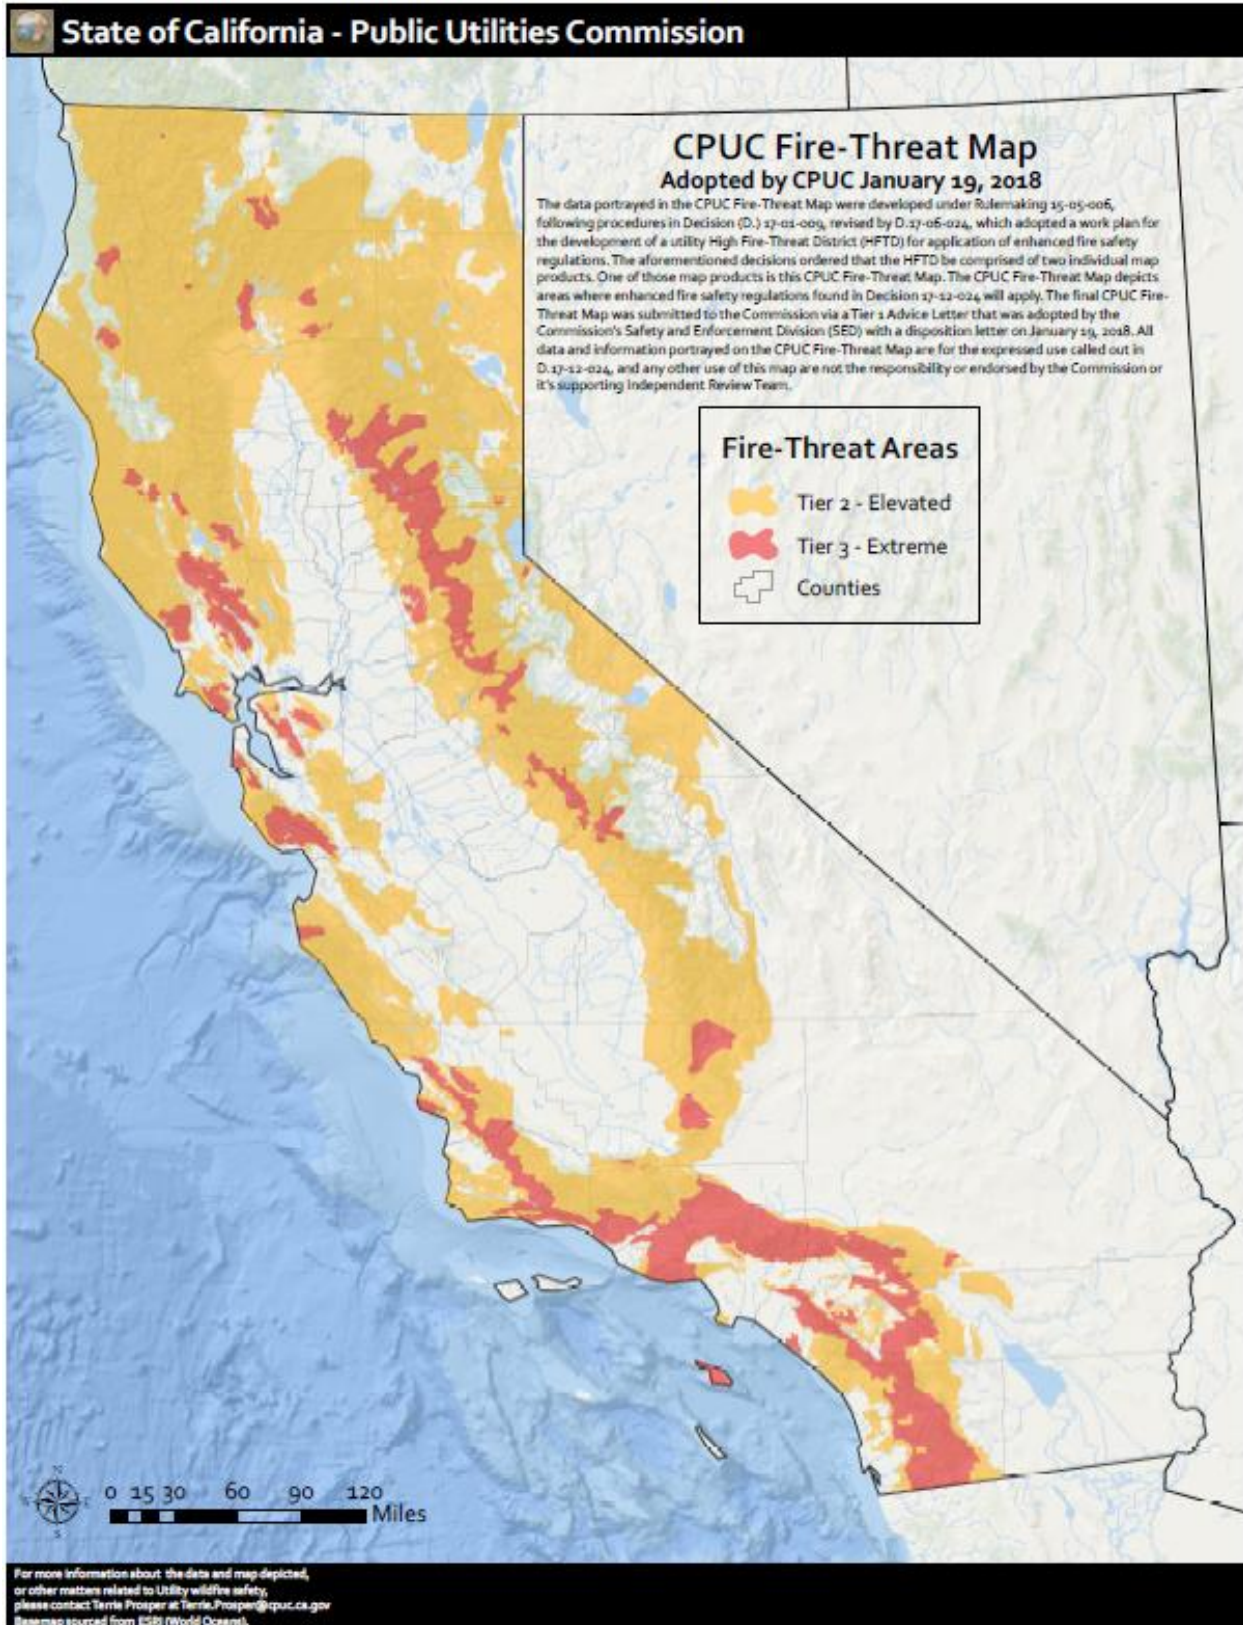 State of California - Public Utilities Commission
CPUC Fire-Threat Map
Adopted by CPUC January 19, 2018
The data portrayed in the CPUC Fire-Threat Map were developed under Rulemaking 15-05-006,
following procedures in Decision (D.) 17-01-009, revised by D.17-06-024, which adopted a work plan for
the development of a utility High Fire-Threat District (HFTD) for application of enhanced fire safety
regulations. The aforementioned decisions ordered that the HFTD be comprised of two individual map
products. One of those map products is this CPUC Fire-Threat Map. The CPUC Fire-Threat Map depicts
areas where enhanced fire safety regulations found in Decision 17-12-024 will apply. The final CPUC Fire-
Threat Map was submitted to the Commission via a Tier 1 Advice Letter that was adopted by the
Commission's Safety and Enforcement Division (SED) with a disposition letter on January 19, 2018. All
data and information portrayed on the CPUC Fire-Threat Map are for the expressed use called out in
D.17-12-024, and any other use of this map are not the responsibility or endorsed by the Commission or
it's supporting Independent Review Team.
Fire-Threat Areas
Tier 2 - Elevated
Tier 3 - Extreme
Counties
N
W E
S
0 15 30 60 90 120
Miles
For more information about the data and map depicted,
or other matters related to Utility wildfire safety,
please contact Terrie Prosper at Terrie.Prosper@cpuc.ca.gov
Basemap sourced from ESRI (World Oceans).